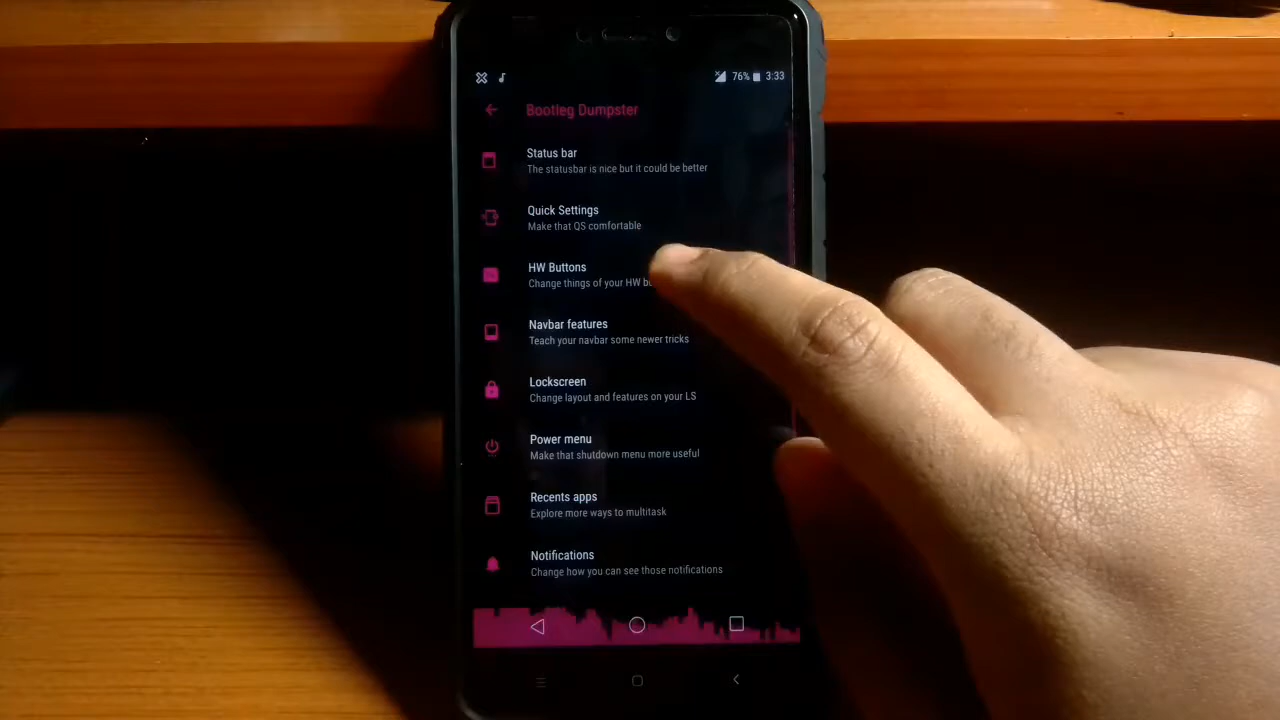 76% 3:33
Bootleg Dumpster
Status bar
The statusbar is nice but it could be better
Quick Settings
Make that QS comfortable
HW Buttons
Change things of your HW
Navbar features
Teach your navbar some newer tricks
Lockscreen
Change layout and features on your LS
Power menu
Make that shutdown menu more useful
Recents apps
Explore more ways to multitask
Notifications
Change how you can see those notifications